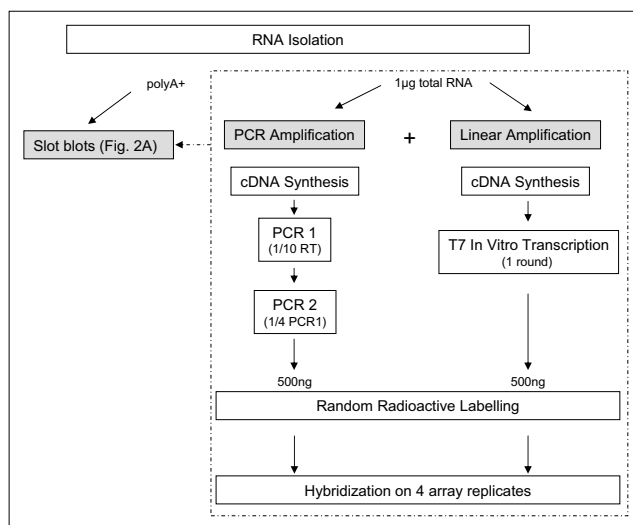 RNA Isolation
polyA+
1µg total RNA
Slot blots (Fig. 2A)
PCR Amplification
+
Linear Amplification
cDNA Synthesis
cDNA Synthesis
PCR 1
(1/10 RT)
T7 In Vitro Transcription
(1 round)
PCR 2
(1/4 PCR1)
500ng
500ng
Random Radioactive Labelling
Hybridization on 4 array replicates